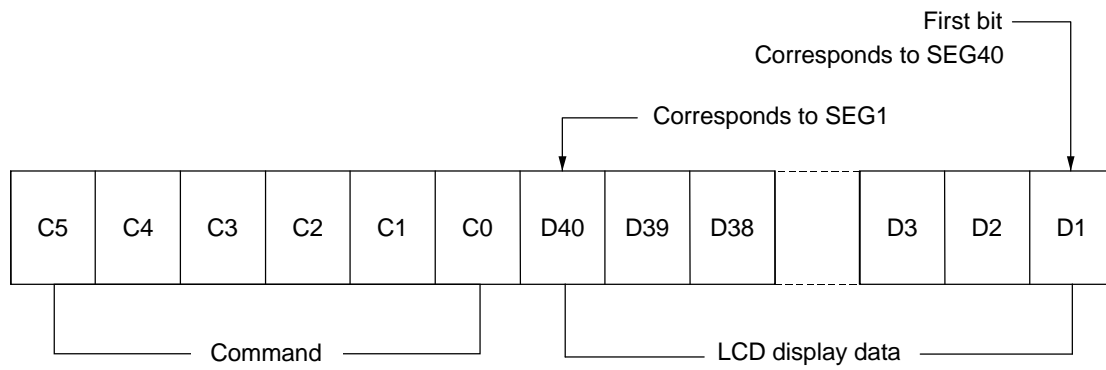 First bit
Corresponds to SEG40
Corresponds to SEG1
C5 C4 C3 C2 C1 C0 D40 D39 D38 D3 D2 D1
Command LCD display data